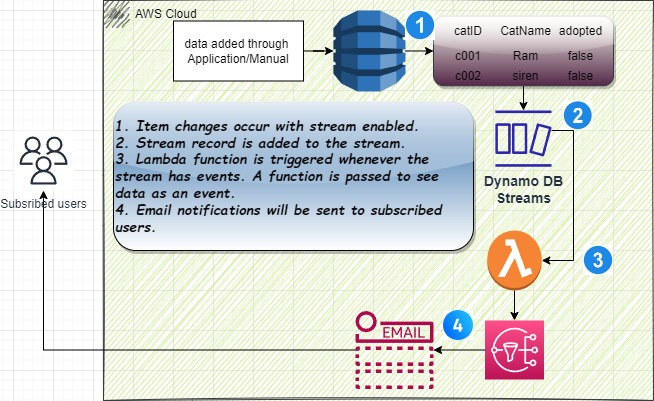 AWS Cloud
data added through
Application/Manual
1
catID CatName adopted
c001 Ram false
c002 siren false
2
1. Item changes occur with stream enabled.
2. Stream record is added to the stream.
3. Lambda function is triggered whenever the
stream has events. A function is passed to see
data as an event.
4. Email notifications will be sent to subscribed
users.
Dynamo DB
Streams
Subsribed users
λ
3
EMAIL
4